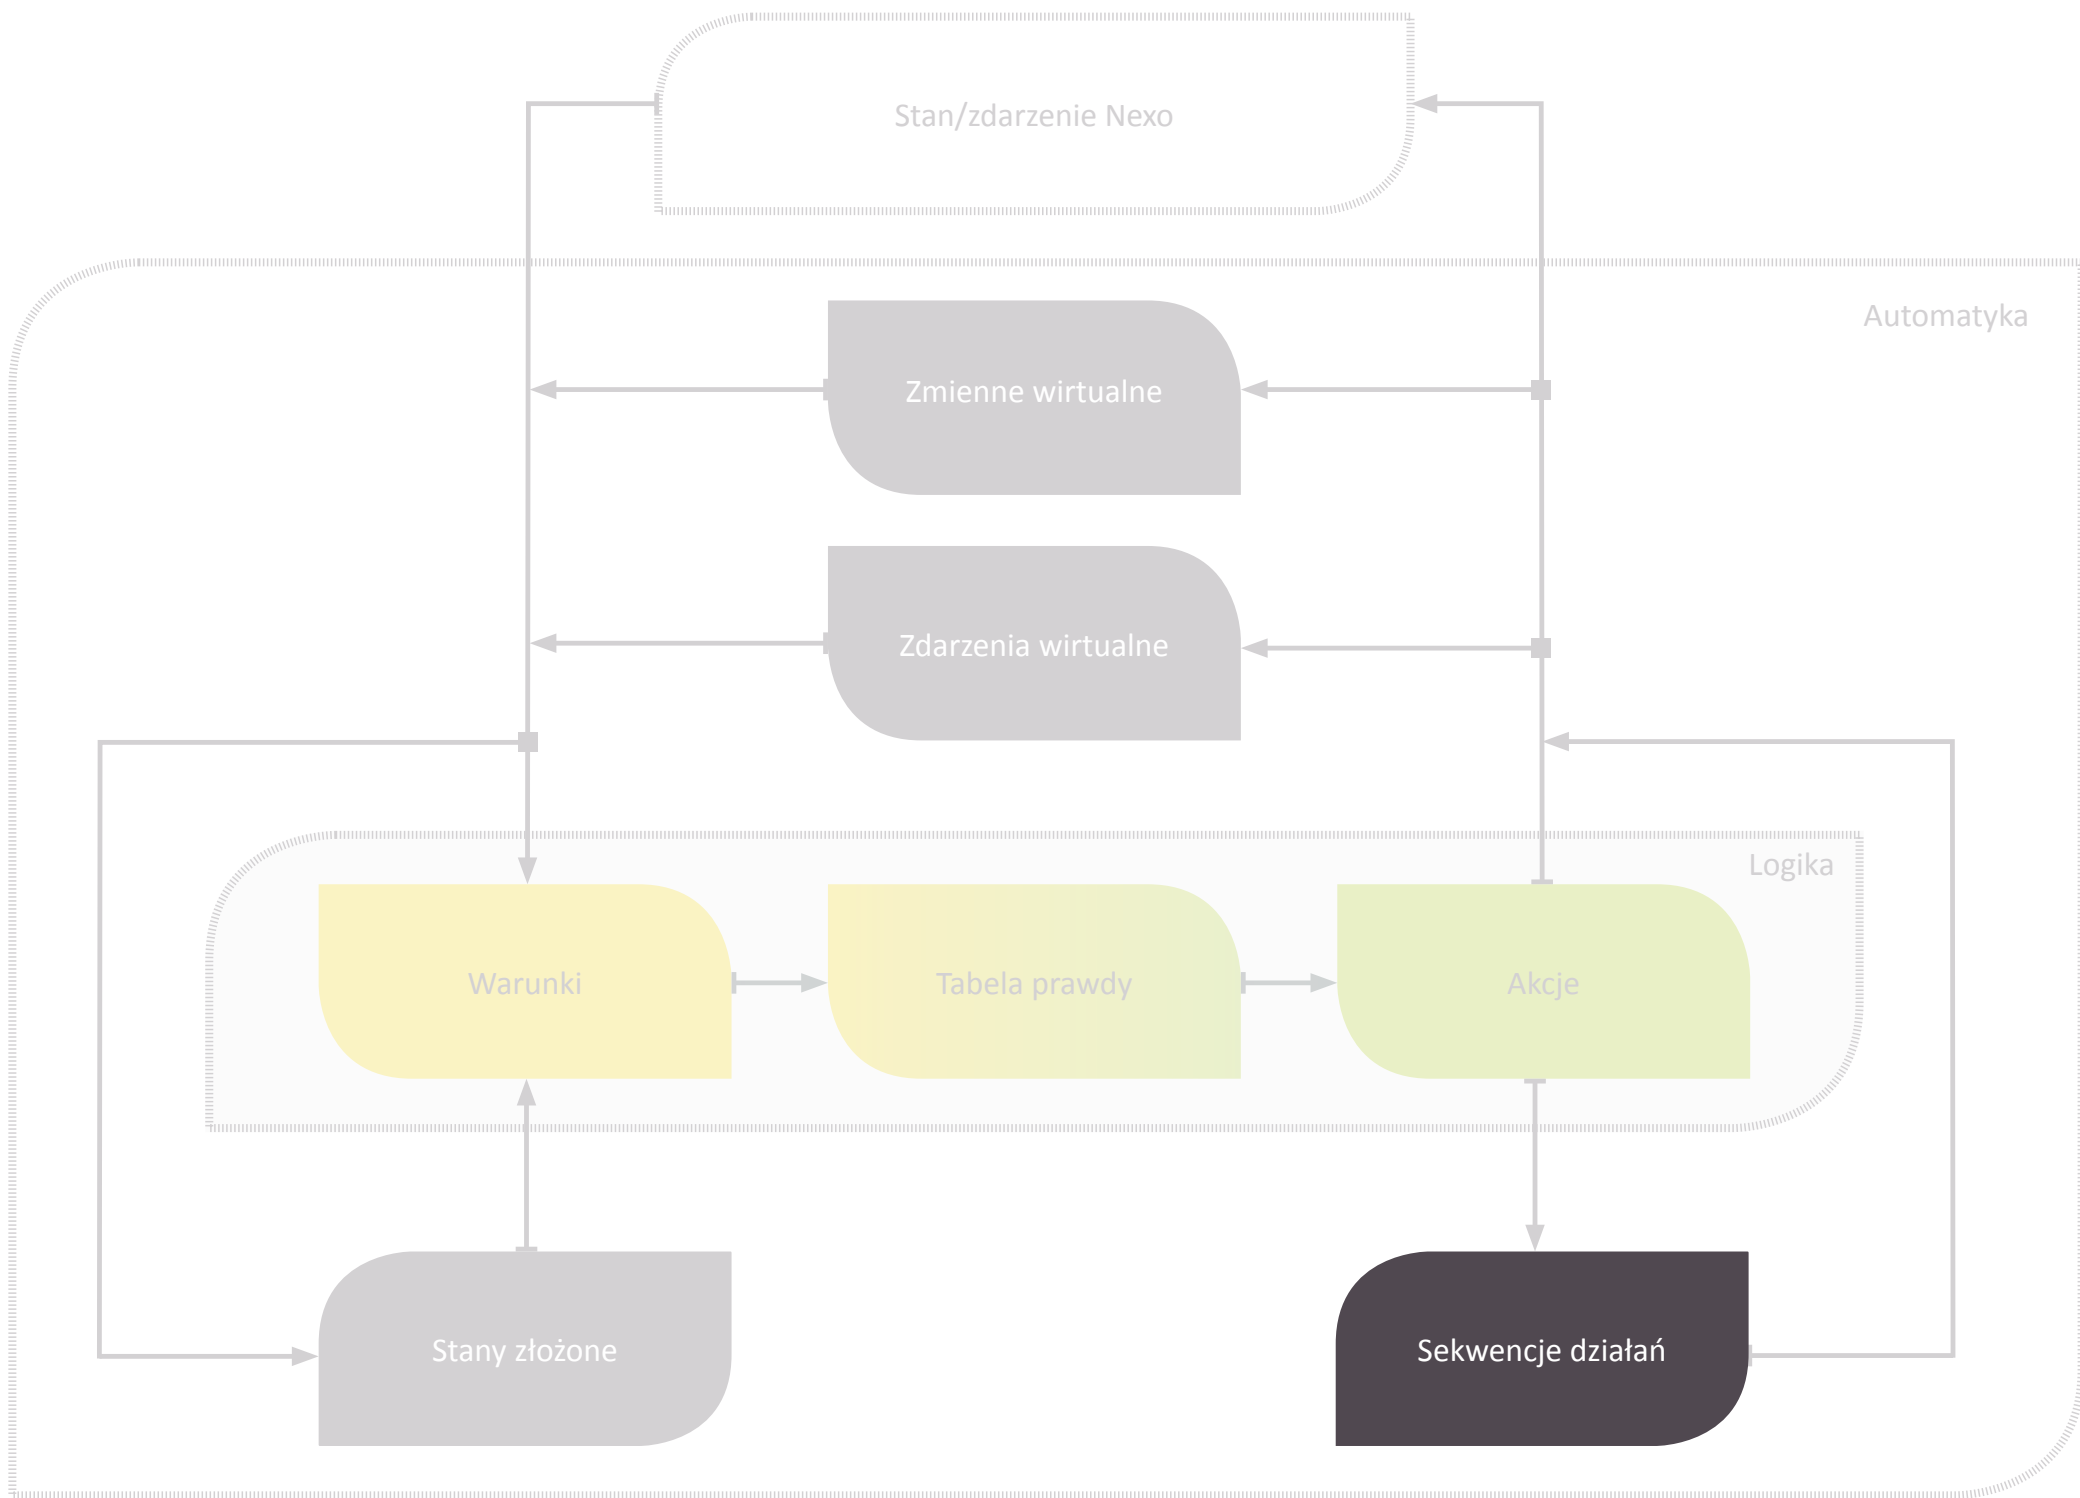 Stan/zdarzenie Nexo
Automatyka
Zmienne wirtualne
Zdarzenia wirtualne
Logika
Warunki
Tabela prawdy
Akcje
Stany złożone
Sekwencje działań